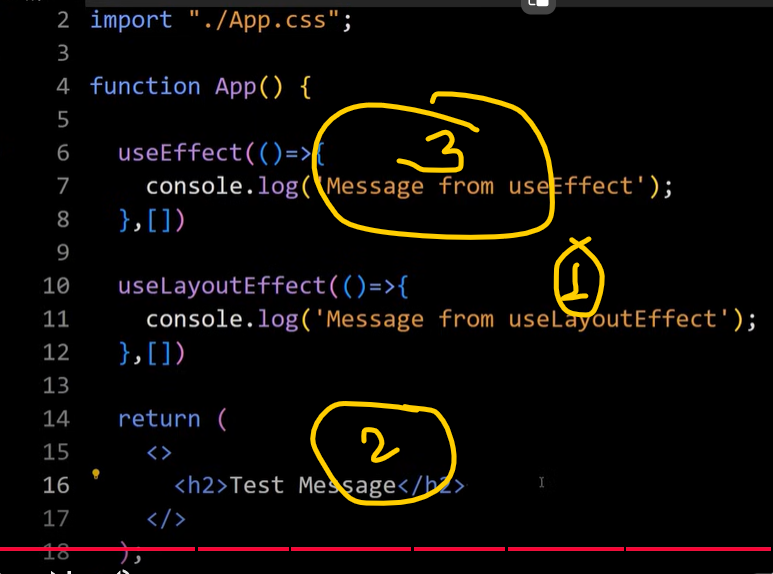 2 import "./App.css";
3
4 function App() {
5
3
6 useEffect(()=>{
7 console.log('Message from useEffect');
8 },[])
9
1
10 useLayoutEffect(()=>{
11 console.log('Message from useLayoutEffect');
12 },[])
13
14 return (
2
15 <>
16 <h2>Test Message</h2>
17 </>
18 );